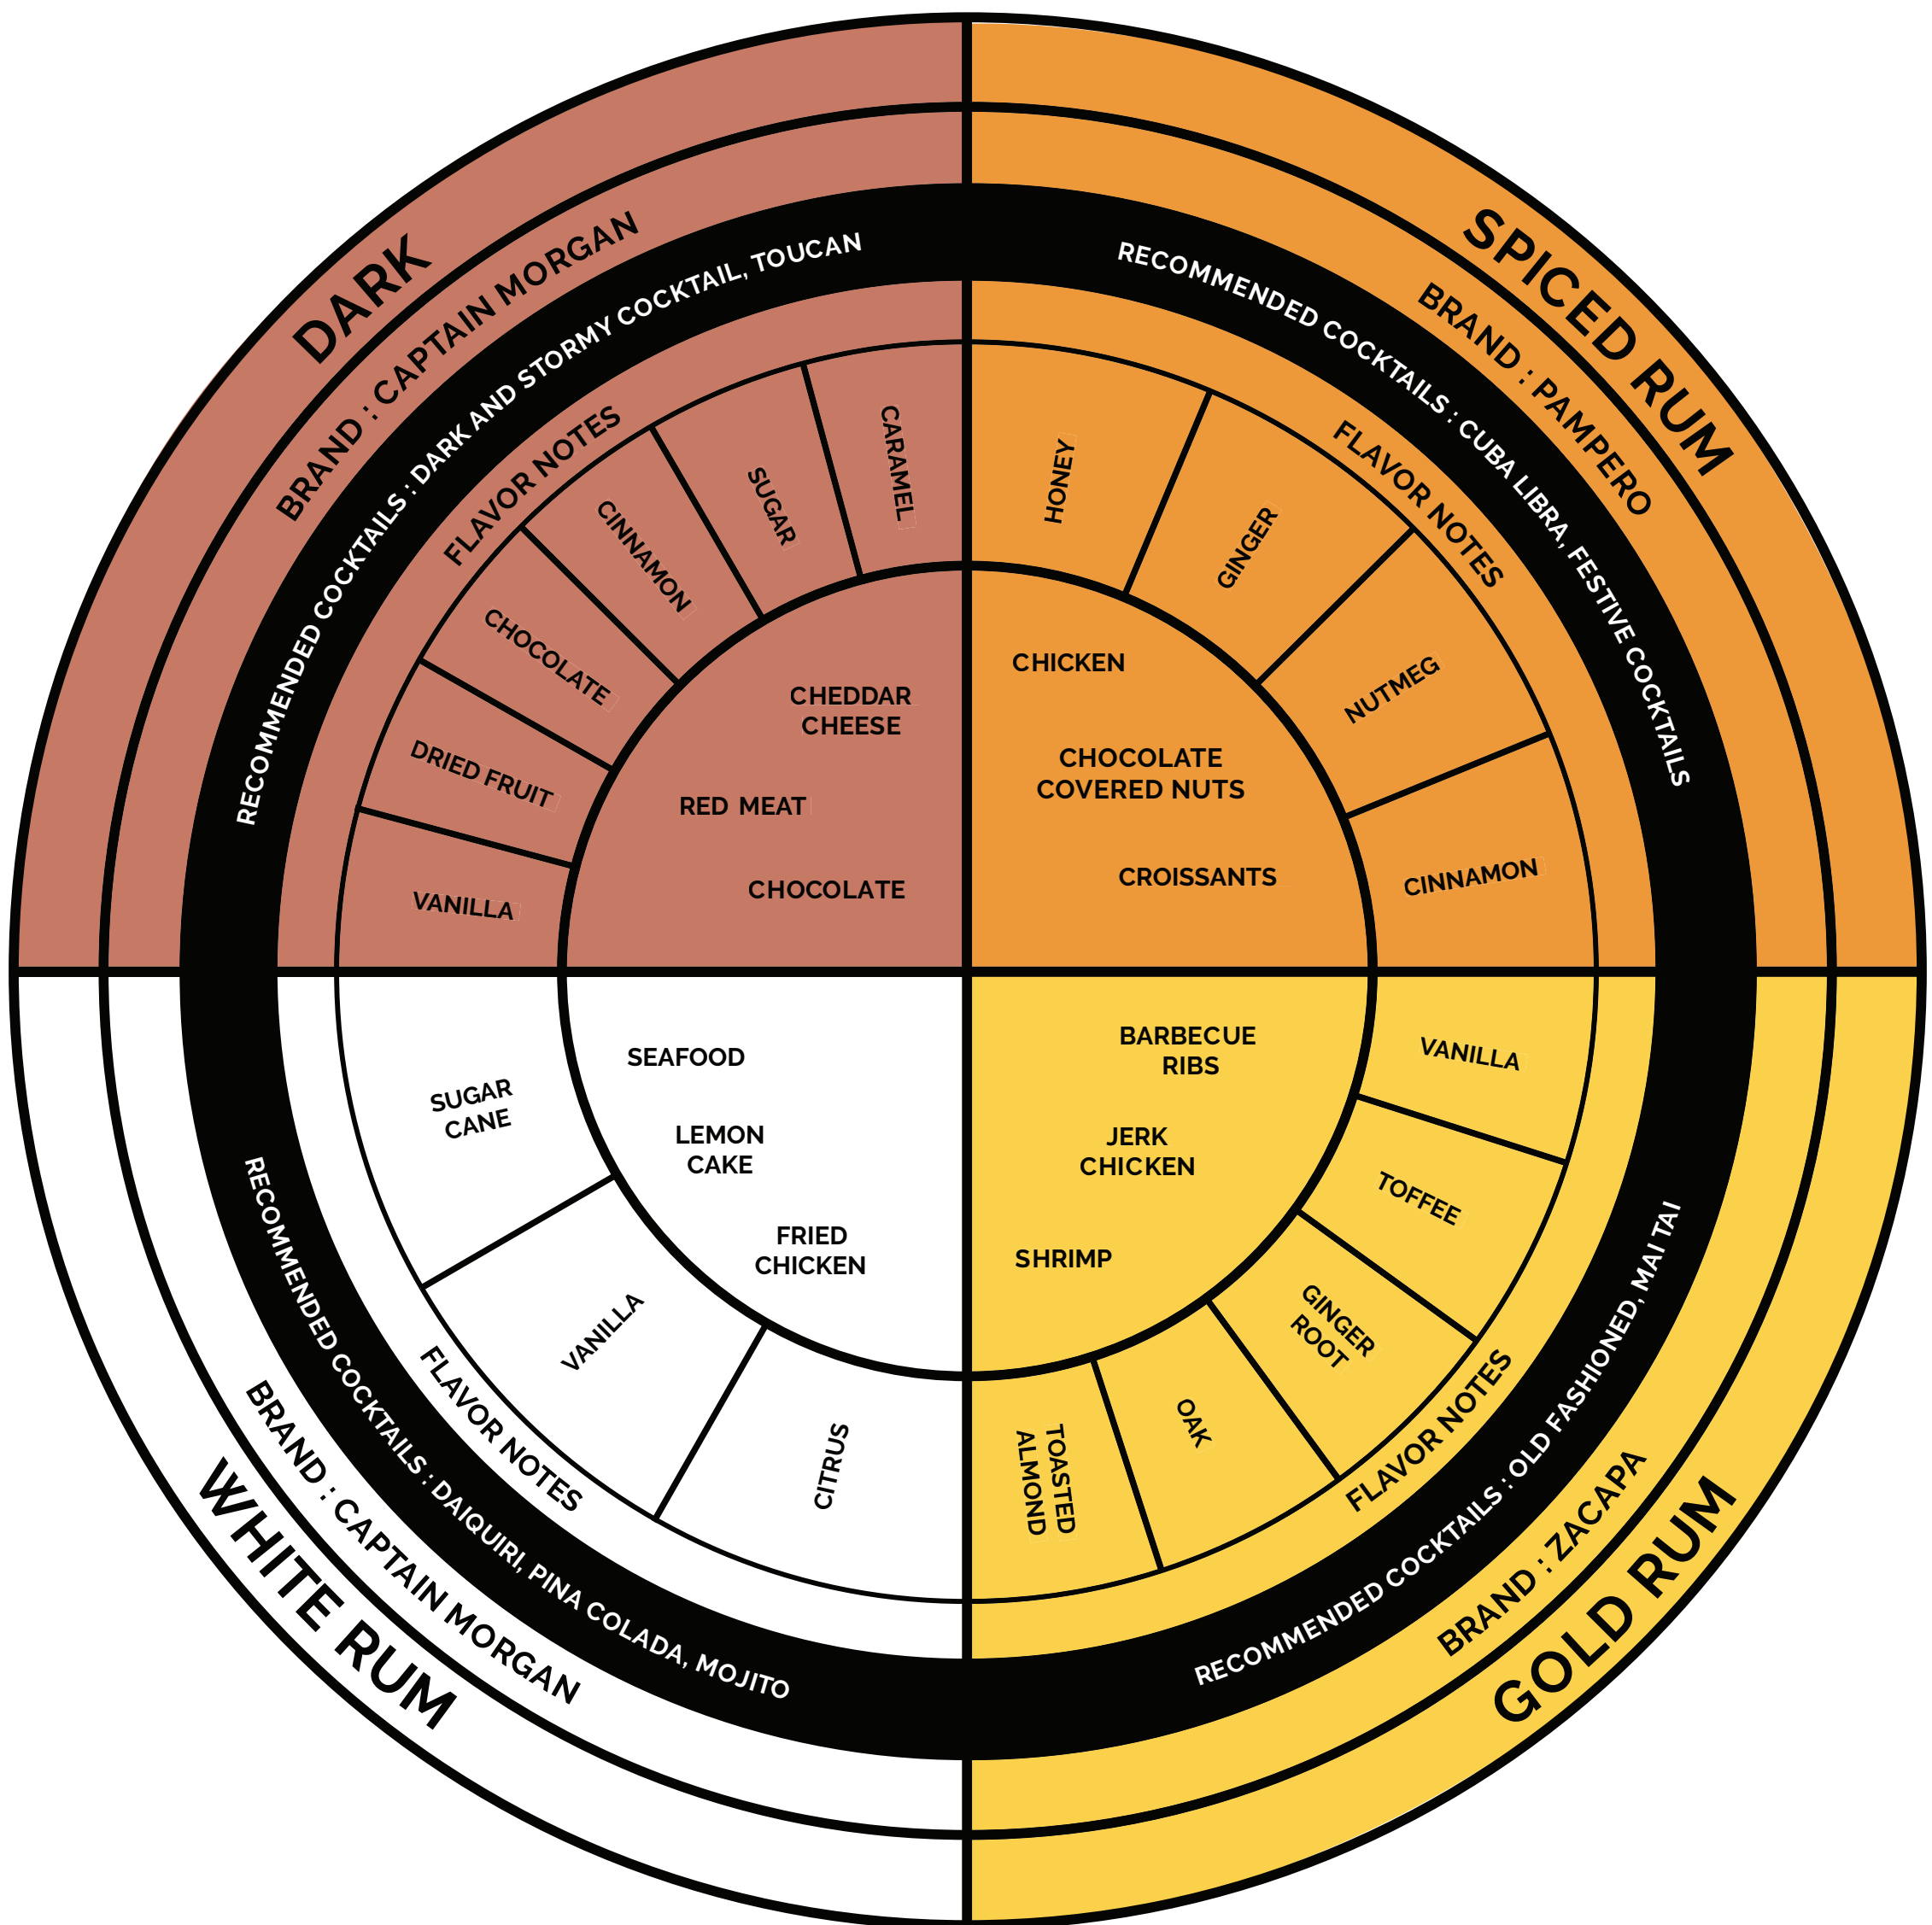 DARK
BRAND : CAPTAIN MORGAN
RECOMMENDED COCKTAILS : DARK AND STORMY COCKTAIL, TOUCAN
FLAVOR NOTES
VANILLA
DRIED FRUIT
CHOCOLATE
CINNAMON
SUGAR
CARAMEL
CHEDDAR
CHEESE
RED MEAT
CHOCOLATE
SPICED RUM
BRAND : PAMPERO
RECOMMENDED COCKTAILS : CUBA LIBRA, FESTIVE COCKTAILS
FLAVOR NOTES
HONEY
GINGER
NUTMEG
CINNAMON
CHICKEN
CHOCOLATE
COVERED NUTS
CROISSANTS
WHITE RUM
BRAND : CAPTAIN MORGAN
RECOMMENDED COCKTAILS : DAIQUIRI, PINA COLADA, MOJITO
FLAVOR NOTES
SUGAR
CANE
VANILLA
CITRUS
SEAFOOD
LEMON
CAKE
FRIED
CHICKEN
GOLD RUM
BRAND : ZACAPA
RECOMMENDED COCKTAILS : OLD FASHIONED, MAI TAI
FLAVOR NOTES
VANILLA
TOFFEE
GINGER
ROOT
OAK
TOASTED
ALMOND
BARBECUE
RIBS
JERK
CHICKEN
SHRIMP